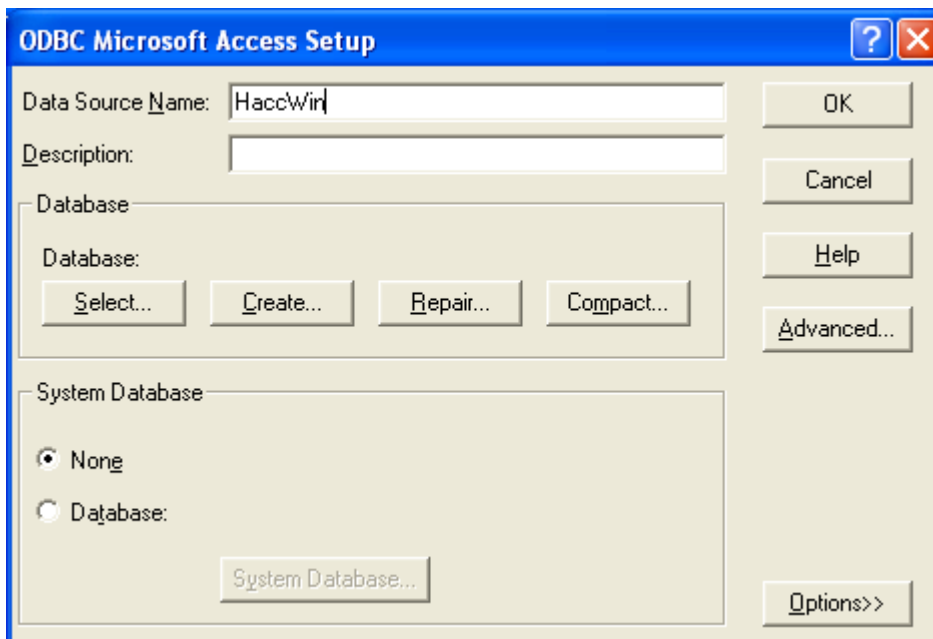 ODBC Microsoft Access Setup
?
Data Source Name: HaccWin
OK
Description:
Cancel
Database
Database:
Help
Select... Create... Repair... Compact...
Advanced...
System Database
None
Database:
System Database...
Options>>